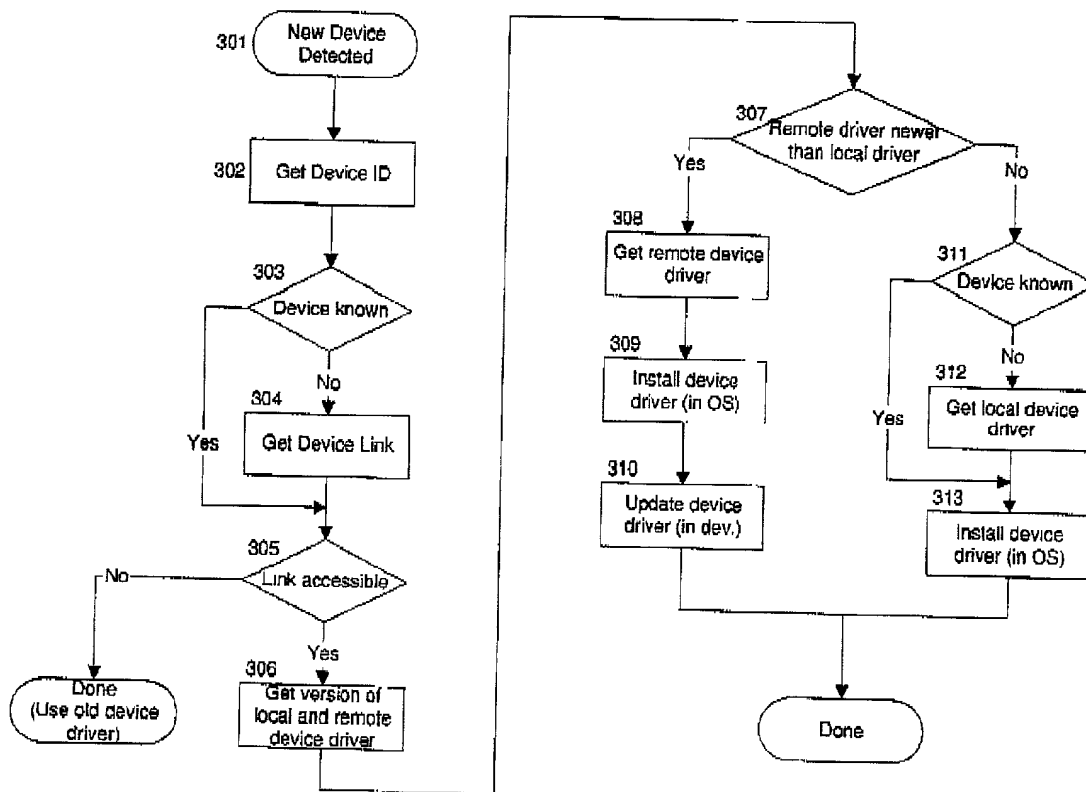 301
New Device
Detected
302
Get Device ID
303
Device known
No
304
Yes
Get Device Link
305
No
Link accessible
Yes
Done
(Use old device
driver)
306
Get version of
local and remote
device driver
307
Remote driver newer
than local driver
Yes
No
308
Get remote device
driver
309
Install device
driver (in OS)
310
Update device
driver (in dev.)
311
Device known
No
Yes
312
Get local device
driver
313
Install device
driver (in OS)
Done